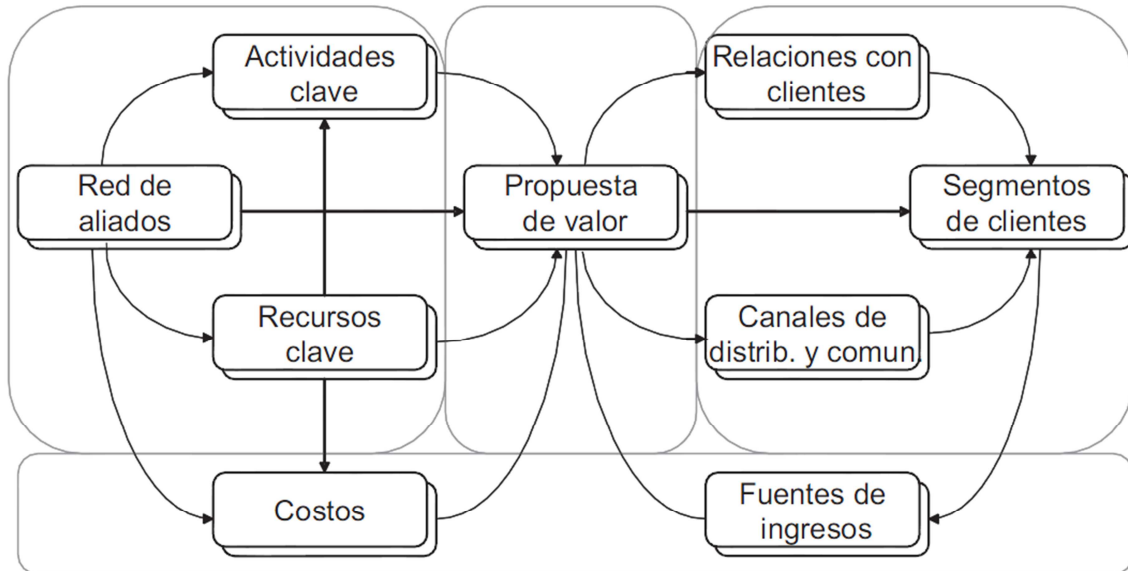 Actividades
clave
Relaciones con
clientes
Red de
aliados
Propuesta
de valor
Segmentos
de clientes
Recursos
clave
Canales de
distrib. y comun.
Costos
Fuentes de
ingresos